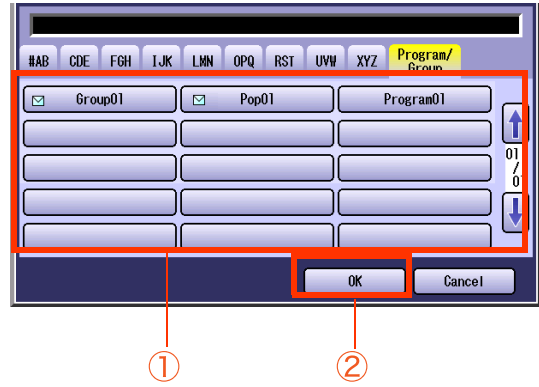 #AB CDE FGH IJK LMN OPQ RST UVW XYZ Program/
Group
Group01 Pop01 Program01
01
/
0
OK Cancel
① ②